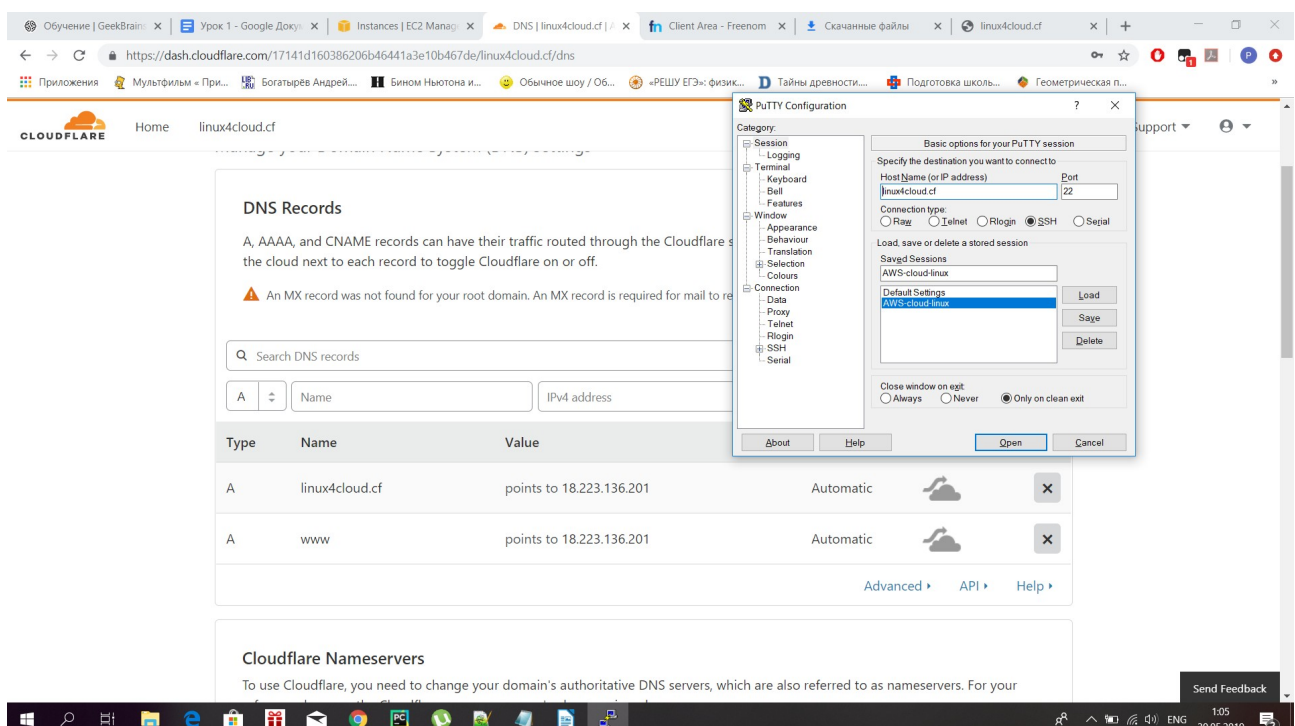 Обучение | GeekBrain
Урок 1 - Google Доку
Instances | EC2 Manag
DNS | linux4cloud.cf | A
Client Area - Freenom
Скачанные файлы
linux4cloud.cf
https://dash.cloudflare.com/17141d160386206b46441a3e10b467de/linux4cloud.cf/dns
Приложения
Мультфильм « При...
Богатырёв Андрей....
Бином Ньютона и...
Обычное шоу / Об...
«РЕШУ ЕГЭ»: физик...
Тайны древности....
Подготовка школь...
Геометрическая п...
»
CLOUDFLARE
Home
linux4cloud.cf
Support
DNS Records
A, AAAA, and CNAME records can have their traffic routed through the Cloudflare s
the cloud next to each record to toggle Cloudflare on or off.
An MX record was not found for your root domain. An MX record is required for mail to re
Search DNS records
A
Name
IPv4 address
Type Name Value
A linux4cloud.cf points to 18.223.136.201 Automatic
A www points to 18.223.136.201 Automatic
Advanced API Help
Cloudflare Nameservers
To use Cloudflare, you need to change your domain's authoritative DNS servers, which are also referred to as nameservers. For your
PuTTY Configuration
Category:
Session
Logging
Terminal
Keyboard
Bell
Features
Window
Appearance
Behaviour
Translation
Selection
Colours
Connection
Data
Proxy
Telnet
Rlogin
SSH
Serial
Basic options for your PuTTY session
Specify the destination you want to connect to
Host Name (or IP address) Port
linux4cloud.cf 22
Connection type:
Raw Telnet Rlogin SSH Serial
Load, save or delete a stored session
Saved Sessions
AWS-cloud-linux
Default Settings
AWS-cloud-linux
Load
Save
Delete
Close window on exit:
Always Never Only on clean exit
About Help Open Cancel
Send Feedback
ENG
1:05